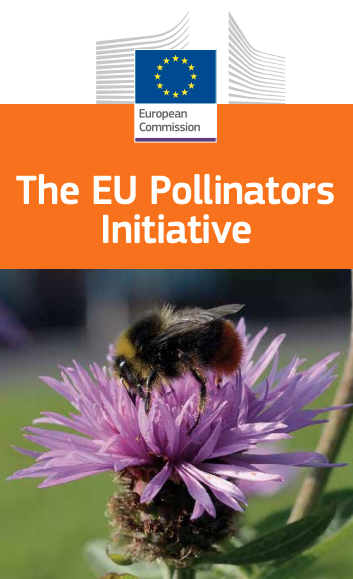 European
Commission
The EU Pollinators
Initiative